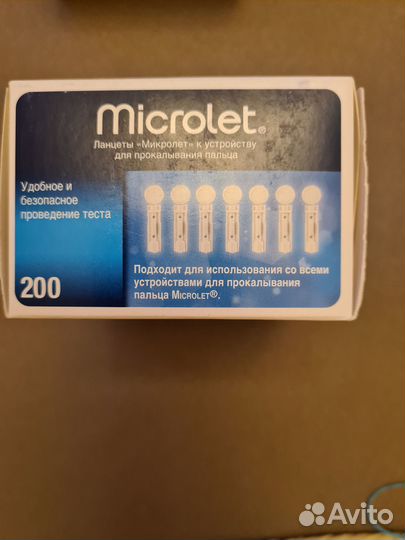 Microlet®
Ланцеты «Микролет» к устройству
для прокалывания пальца
Удобное и
безопасное
проведение теста
200
Подходит для использования со всеми
устройствами для прокалывания
пальца Microlet®.
Avito